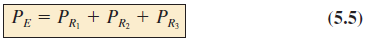 P_E = P_{R_1} + P_{R_2} + P_{R_3} (5.5)